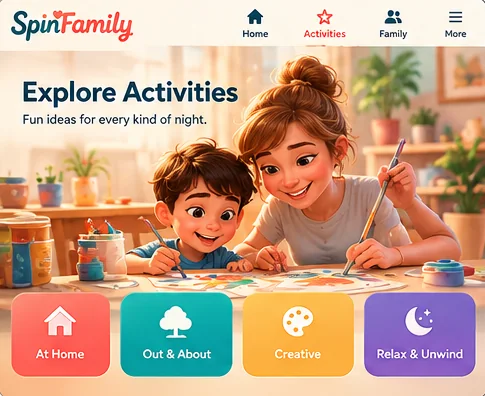 SpinFamily
Home
Activities
Family
More
Explore Activities
Fun ideas for every kind of night.
At Home
Out & About
Creative
Relax & Unwind